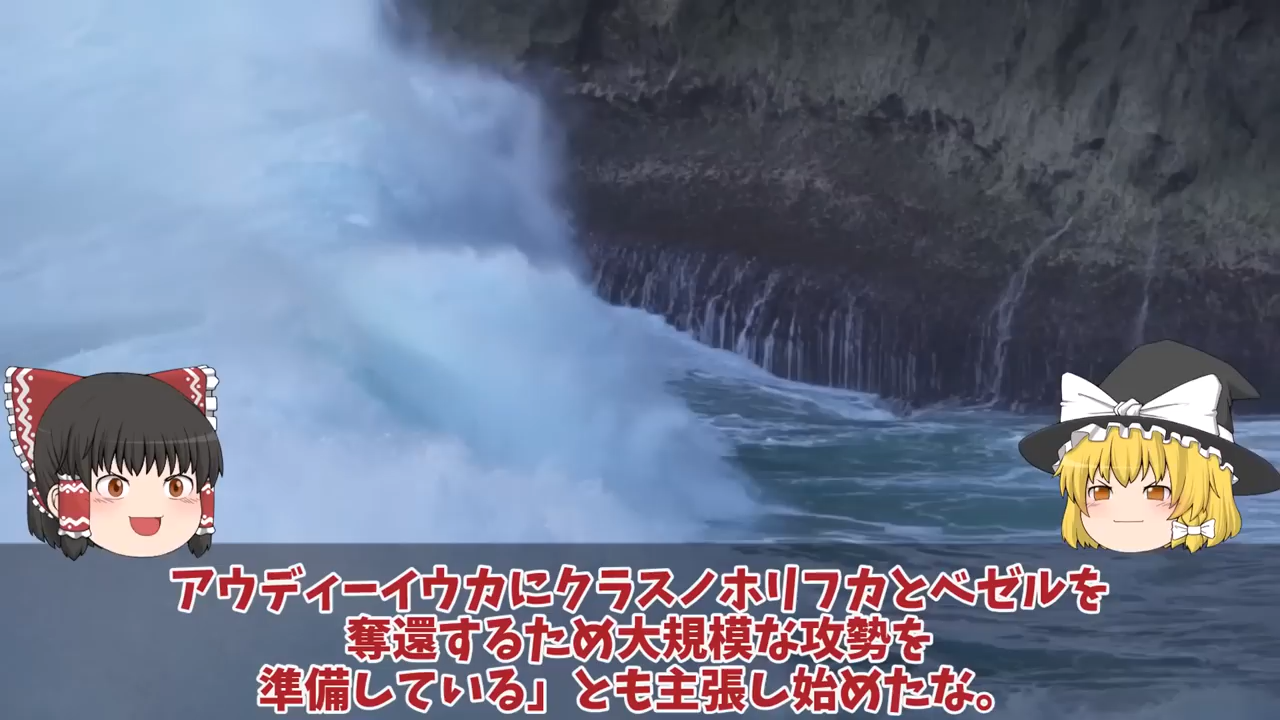 アウディーイウカにクラスノホリフカとベゼルを
奪還するため大規模な攻勢を
準備している」とも主張し始めたな。